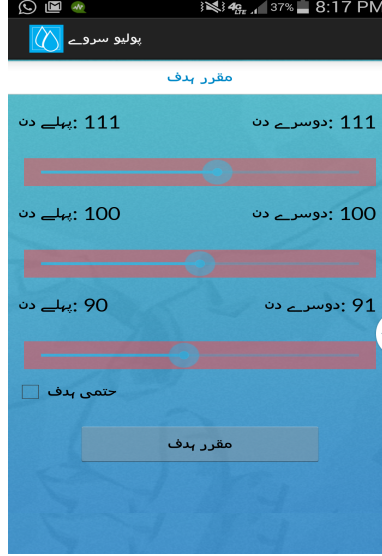 37% 8:17 PM
پولیو سروے
مقرر ہدف
پہلے دن: 111 دوسرے دن: 111
پہلے دن: 100 دوسرے دن: 100
پہلے دن: 90 دوسرے دن: 91
حتمی ہدف
مقرر ہدف